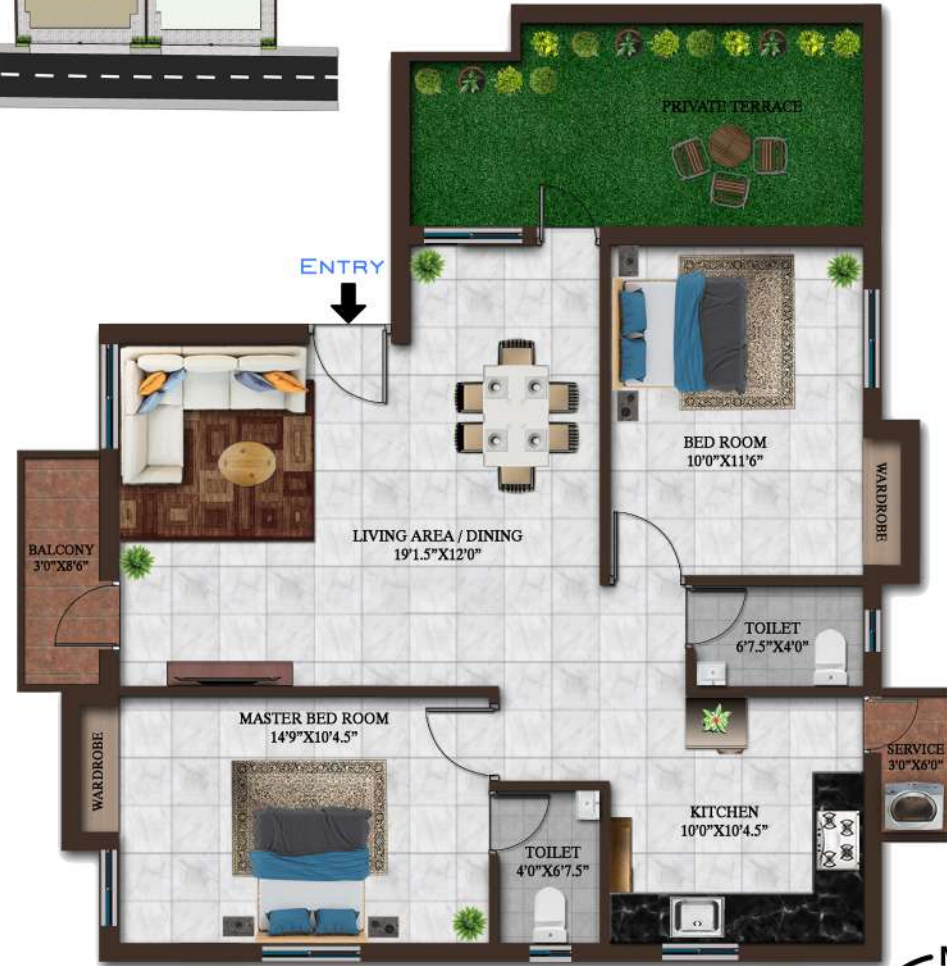 PRIVATE TERRACE
ENTRY
BED ROOM
10'0"X11'6"
WARDROBE
LIVING AREA / DINING
19'1.5"X12'0"
BALCONY
3'0"X8'6"
TOILET
6'7.5"X4'0"
MASTER BED ROOM
14'9"X10'4.5"
WARDROBE
SERVICE
3'0"X6'0"
KITCHEN
10'0"X10'4.5"
TOILET
4'0"X6'7.5"